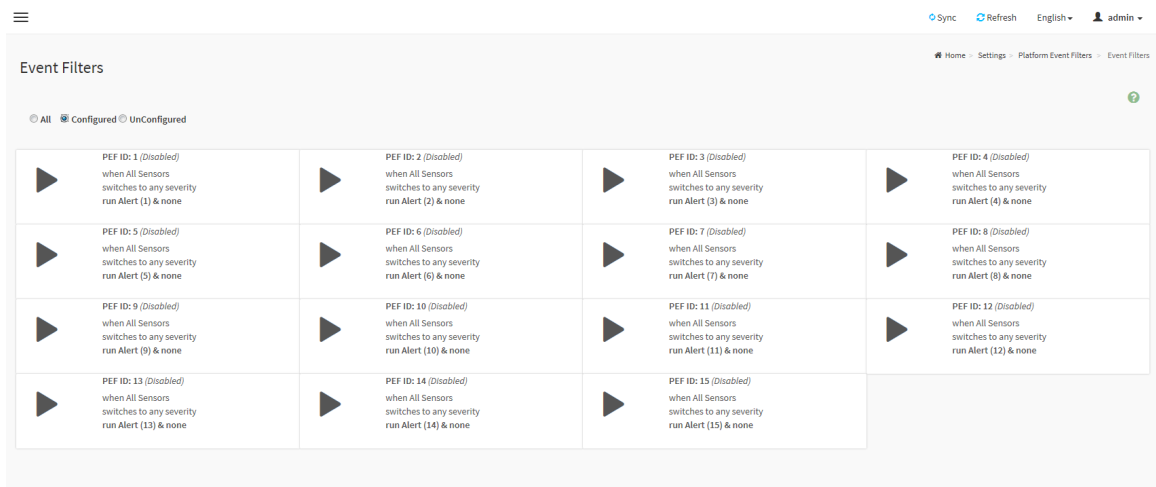 Sync Refresh English admin
Home > Settings > Platform Event Filters > Event Filters
Event Filters
All Configured UnConfigured
PEF ID: 1 (Disabled)
when All Sensors
switches to any severity
run Alert (1) & none
PEF ID: 2 (Disabled)
when All Sensors
switches to any severity
run Alert (2) & none
PEF ID: 3 (Disabled)
when All Sensors
switches to any severity
run Alert (3) & none
PEF ID: 4 (Disabled)
when All Sensors
switches to any severity
run Alert (4) & none
PEF ID: 5 (Disabled)
when All Sensors
switches to any severity
run Alert (5) & none
PEF ID: 6 (Disabled)
when All Sensors
switches to any severity
run Alert (6) & none
PEF ID: 7 (Disabled)
when All Sensors
switches to any severity
run Alert (7) & none
PEF ID: 8 (Disabled)
when All Sensors
switches to any severity
run Alert (8) & none
PEF ID: 9 (Disabled)
when All Sensors
switches to any severity
run Alert (9) & none
PEF ID: 10 (Disabled)
when All Sensors
switches to any severity
run Alert (10) & none
PEF ID: 11 (Disabled)
when All Sensors
switches to any severity
run Alert (11) & none
PEF ID: 12 (Disabled)
when All Sensors
switches to any severity
run Alert (12) & none
PEF ID: 13 (Disabled)
when All Sensors
switches to any severity
run Alert (13) & none
PEF ID: 14 (Disabled)
when All Sensors
switches to any severity
run Alert (14) & none
PEF ID: 15 (Disabled)
when All Sensors
switches to any severity
run Alert (15) & none